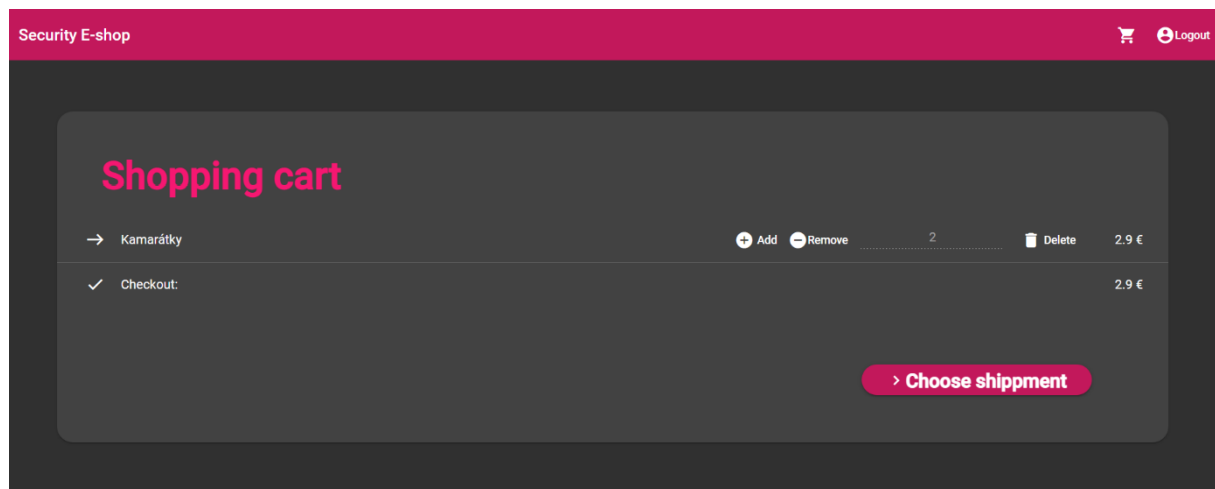 Security E-shop Logout
Shopping cart
Kamarátky Add Remove 2 Delete 2.9 €
Checkout: 2.9 €
Choose shippment